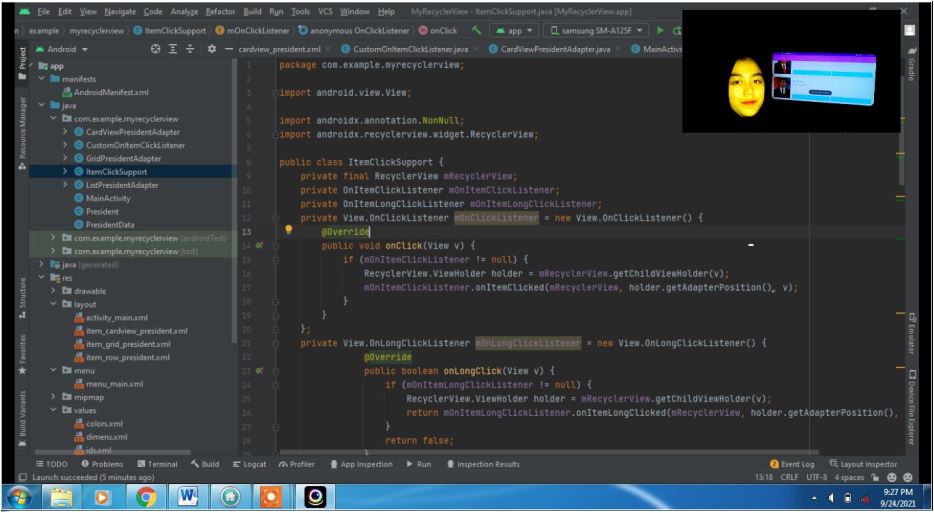 File Edit View Navigate Code Analyze Refactor Build Run Tools VCS Window Help MyRecyclerView - ItemClickSupport.java [MyRecyclerView.app]
example myrecyclerview ItemClickSupport mOnClickListener anonymous OnClickListener onClick app samsung SM-A125F
Android cardview_president.xml CustomOnItemClickListener.java CardViewPresidentAdapter.java MainActivi
Project
Resource Manager
Structure
Favorites
Build Variants
app
manifests
AndroidManifest.xml
java
com.example.myrecyclerview
CardViewPresidentAdapter
CustomOnItemClickListener
GridPresidentAdapter
ItemClickSupport
ListPresidentAdapter
MainActivity
President
PresidentData
com.example.myrecyclerview (androidTest)
com.example.myrecyclerview (test)
java (generated)
res
drawable
layout
activity_main.xml
item_cardview_president.xml
item_grid_president.xml
item_row_president.xml
menu
menu_main.xml
mipmap
values
colors.xml
dimens.xml
ids.xml
1 package com.example.myrecyclerview;
2
3 import android.view.View;
4
5 import androidx.annotation.NonNull;
6 import androidx.recyclerview.widget.RecyclerView;
7
8 public class ItemClickSupport {
9 private final RecyclerView mRecyclerView;
10 private OnItemClickListener mOnItemClickListener;
11 private OnItemLongClickListener mOnItemLongClickListener;
12 private View.OnClickListener mOnClickListener = new View.OnClickListener() {
13 @Override
14 public void onClick(View v) {
15 if (mOnItemClickListener != null) {
16 RecyclerView.ViewHolder holder = mRecyclerView.getChildViewHolder(v);
17 mOnItemClickListener.onItemClicked(mRecyclerView, holder.getAdapterPosition(), v);
18 }
19 }
20 };
21 private View.OnLongClickListener mOnLongClickListener = new View.OnLongClickListener() {
22 @Override
23 public boolean onLongClick(View v) {
24 if (mOnItemLongClickListener != null) {
25 RecyclerView.ViewHolder holder = mRecyclerView.getChildViewHolder(v);
26 return mOnItemLongClickListener.onItemLongClicked(mRecyclerView, holder.getAdapterPosition(),
27 }
28 return false;
Gradle
Emulator
Device File Explorer
TODO Problems Terminal Build Logcat Profiler App Inspection Run Inspection Results Event Log Layout Inspector
Launch succeeded (5 minutes ago) 13:18 CRLF UTF-8 4 spaces
9:27 PM
9/24/2021